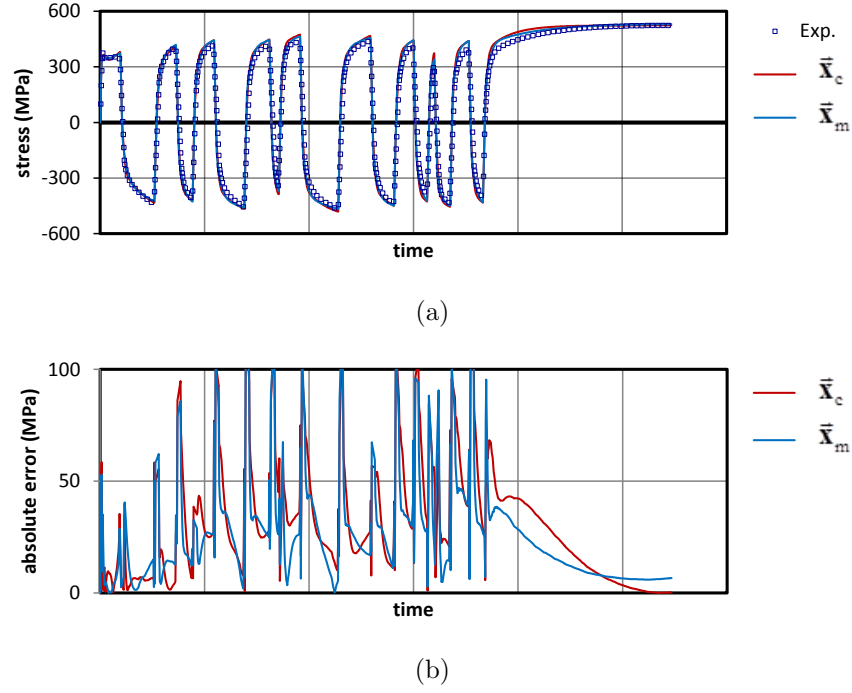 600
300
0
-300
-600
stress (MPa)
time
Exp.
x⃗c
x⃗m
(a)
100
50
0
absolute error (MPa)
time
x⃗c
x⃗m
(b)